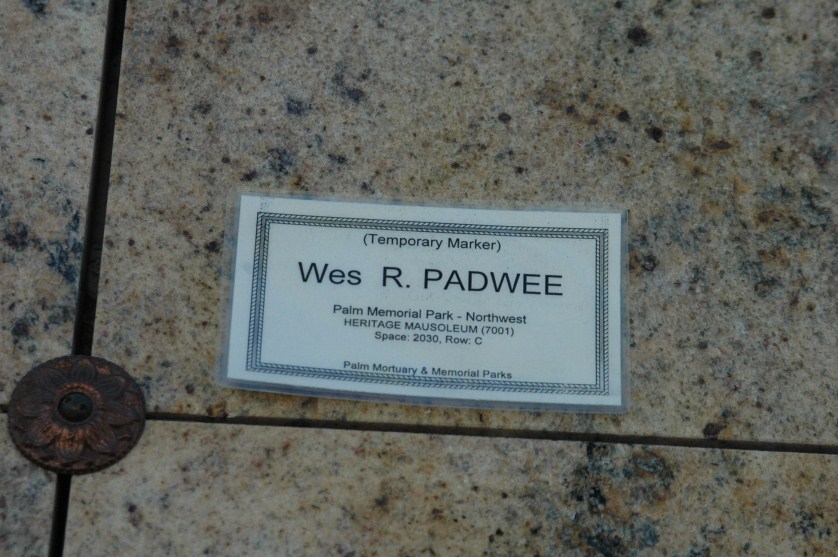 (Temporary Marker)
Wes R. PADWEE
Palm Memorial Park - Northwest
HERITAGE MAUSOLEUM (7001)
Space: 2030, Row: C
Palm Mortuary & Memorial Parks